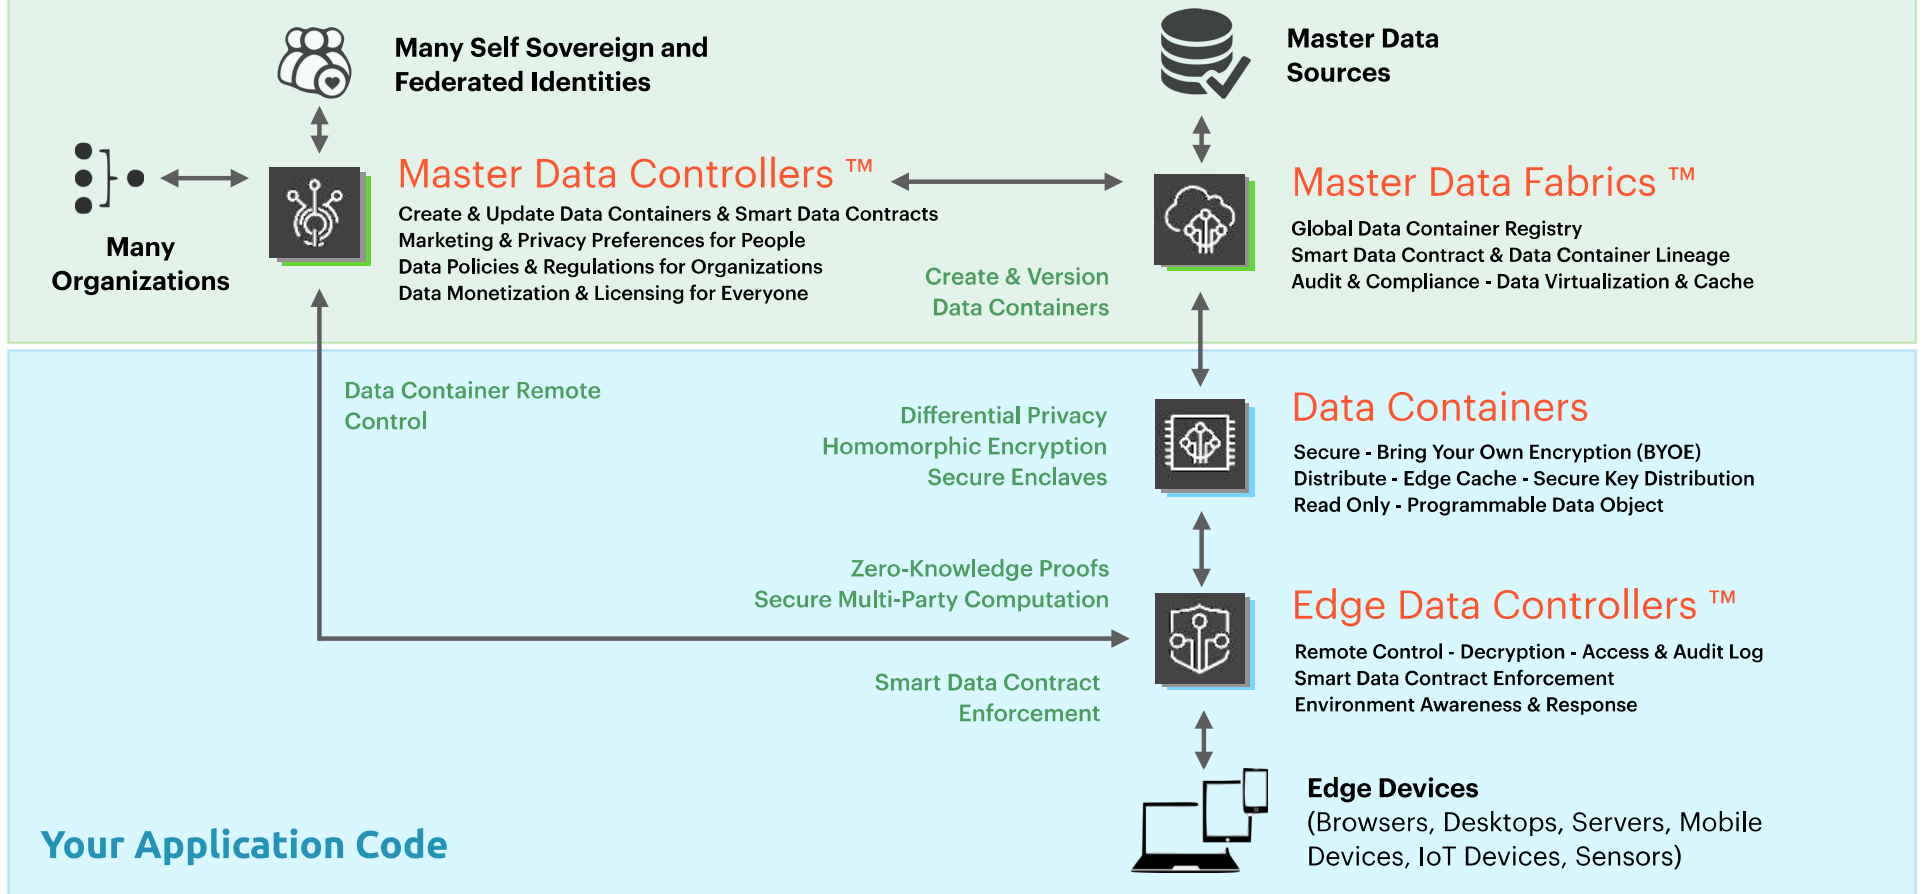 Many Self Sovereign and
Federated Identities
Master Data
Sources
Many
Organizations
Master Data Controllers ™
Create & Update Data Containers & Smart Data Contracts
Marketing & Privacy Preferences for People
Data Policies & Regulations for Organizations
Data Monetization & Licensing for Everyone
Master Data Fabrics ™
Global Data Container Registry
Smart Data Contract & Data Container Lineage
Audit & Compliance - Data Virtualization & Cache
Create & Version
Data Containers
Data Container Remote
Control
Differential Privacy
Homomorphic Encryption
Secure Enclaves
Data Containers
Secure - Bring Your Own Encryption (BYOE)
Distribute - Edge Cache - Secure Key Distribution
Read Only - Programmable Data Object
Zero-Knowledge Proofs
Secure Multi-Party Computation
Edge Data Controllers ™
Remote Control - Decryption - Access & Audit Log
Smart Data Contract Enforcement
Environment Awareness & Response
Smart Data Contract
Enforcement
Edge Devices
(Browsers, Desktops, Servers, Mobile
Devices, IoT Devices, Sensors)
Your Application Code